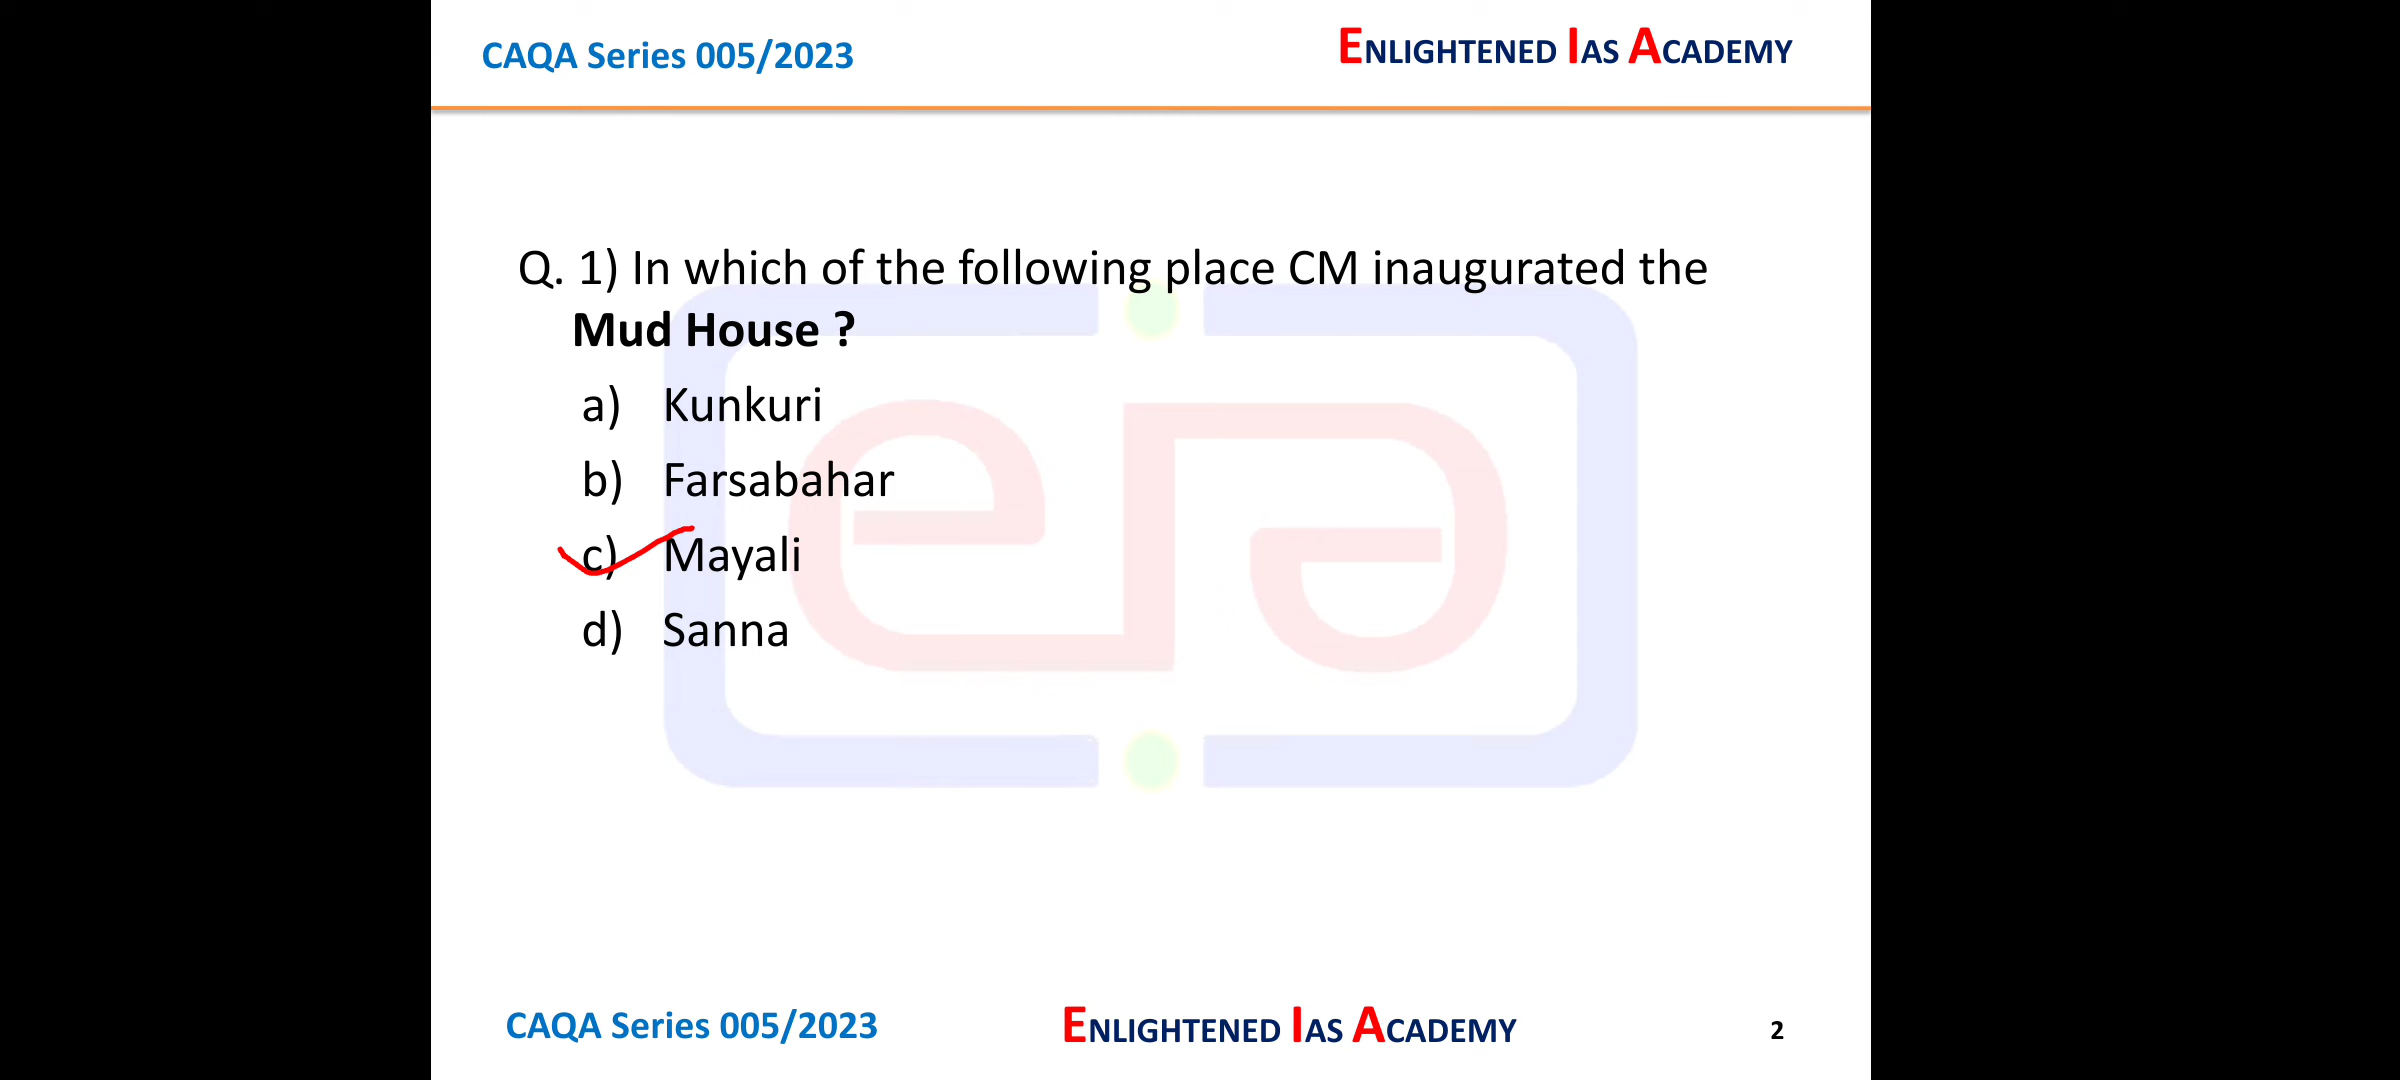 CAQA Series 005/2023
ENLIGHTENED IAS ACADEMY
Q. 1) In which of the following place CM inaugurated the
Mud House ?
a) Kunkuri
b) Farsabahar
c) Mayali
d) Sanna
era
CAQA Series 005/2023
ENLIGHTENED IAS ACADEMY
2